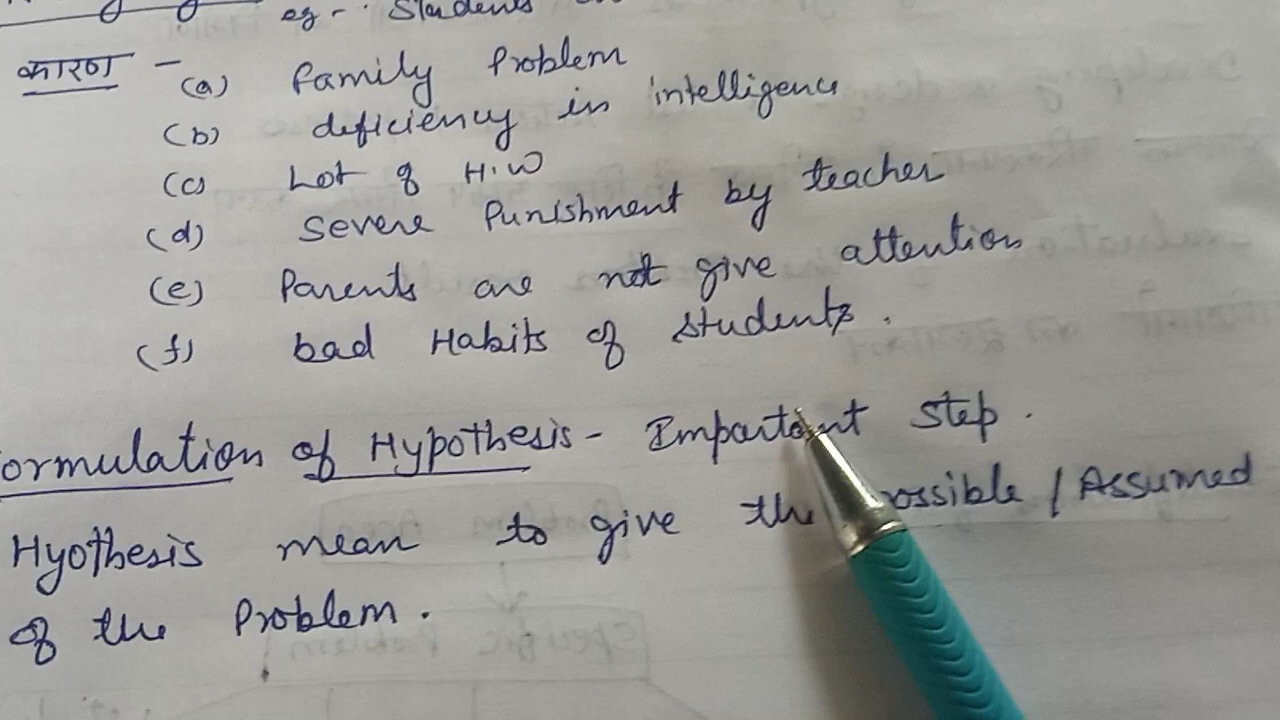 eg - Students
कारण - (a) Family Problem
(b) deficiency in intelligence
(c) Lot of H.W
(d) Severe Punishment by teacher
(e) Parents are not give attention
(f) bad Habits of students.
ormulation of Hypothesis - Important Step.
Hyothesis mean to give the possible / Assumed
of the Problem.